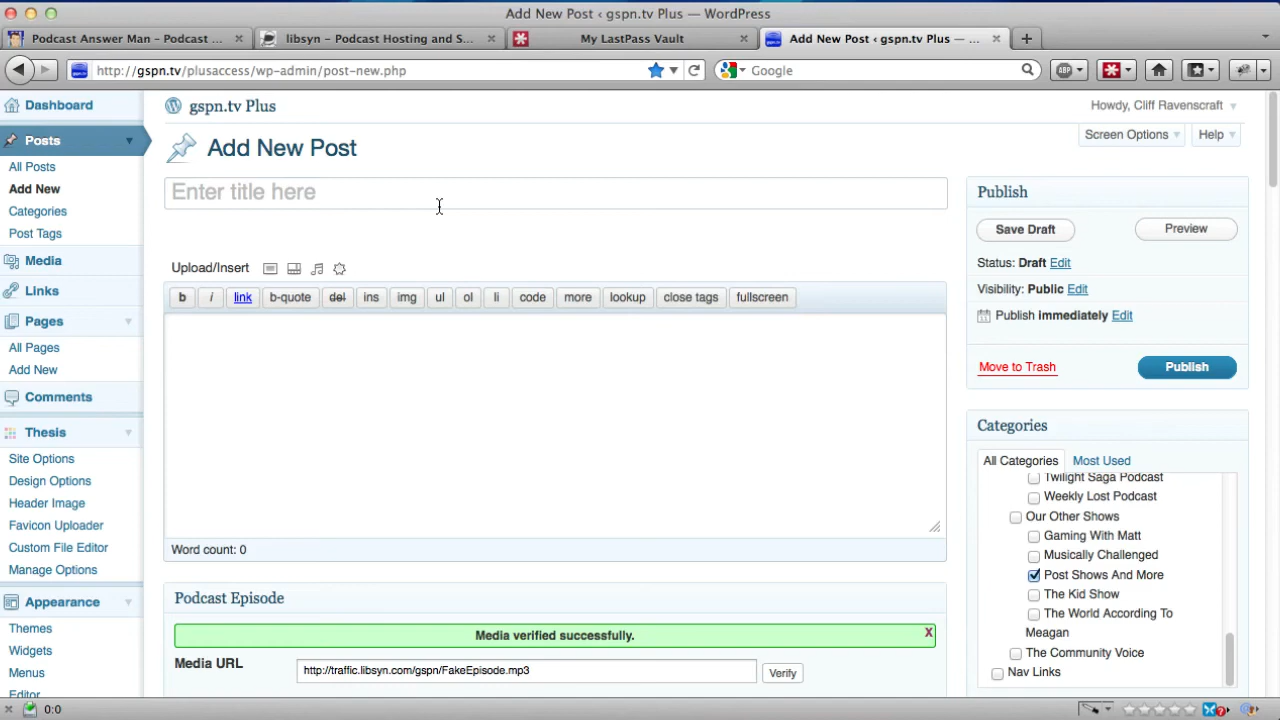 Add New Post ‹ gspn.tv Plus — WordPress
Podcast Answer Man – Podcast ...
libsyn – Podcast Hosting and S...
My LastPass Vault
Add New Post ‹ gspn.tv Plus — ...
http://gspn.tv/plusaccess/wp-admin/post-new.php
Google
ABP
Dashboard
gspn.tv Plus
Howdy, Cliff Ravenscraft
Posts
Add New Post
Screen Options
Help
All Posts
Add New
Categories
Post Tags
Enter title here
Publish
Save Draft
Preview
Media
Upload/Insert
Status: Draft Edit
Links
b
i
link
b-quote
del
ins
img
ul
ol
li
code
more
lookup
close tags
fullscreen
Visibility: Public Edit
Pages
Publish immediately Edit
All Pages
Add New
Move to Trash
Publish
Comments
Categories
Thesis
All Categories
Most Used
Site Options
Design Options
Header Image
Favicon Uploader
Custom File Editor
Manage Options
Twilight Saga Podcast
Weekly Lost Podcast
Our Other Shows
Gaming With Matt
Musically Challenged
Post Shows And More
The Kid Show
The World According To
Meagan
The Community Voice
Nav Links
Word count: 0
Appearance
Themes
Widgets
Menus
Editor
Podcast Episode
Media verified successfully.
X
Media URL
http://traffic.libsyn.com/gspn/FakeEpisode.mp3
Verify
0:0